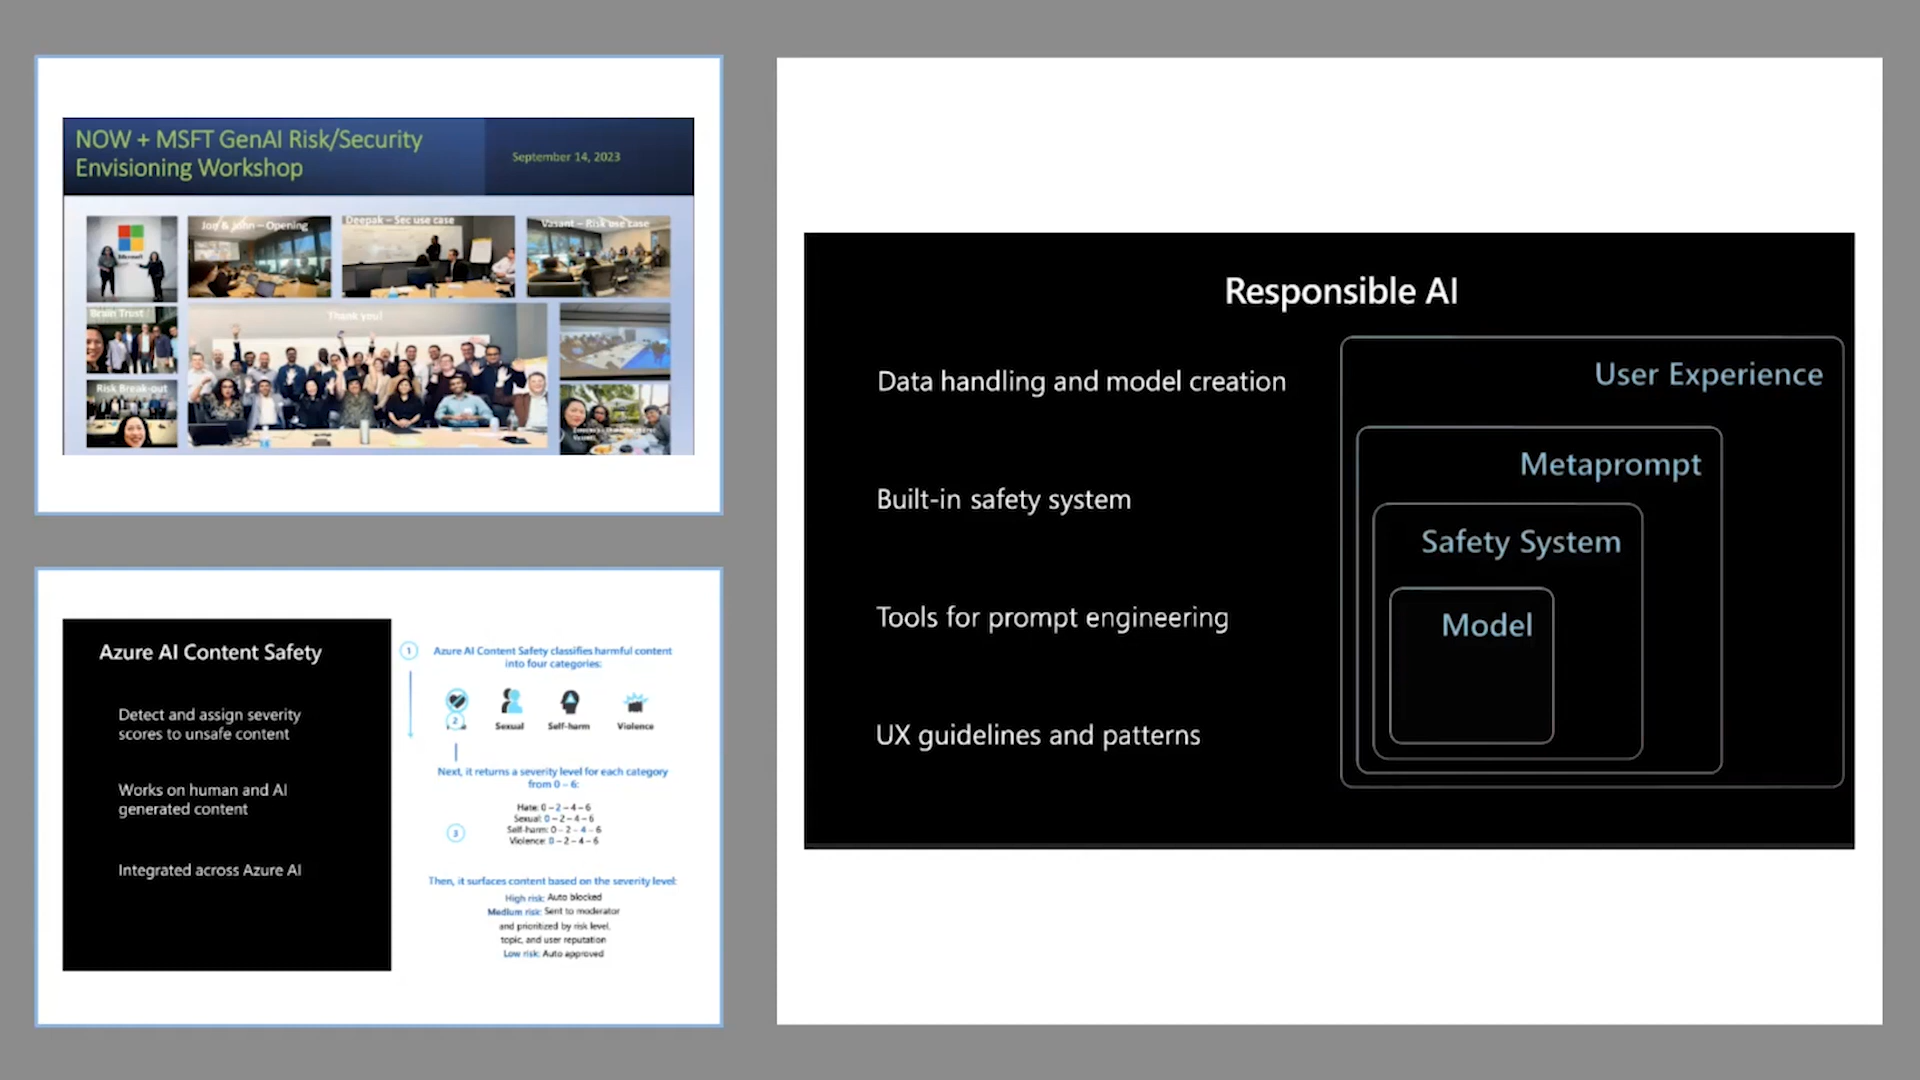 NOW + MSFT GenAI Risk/Security
Envisioning Workshop
September 14, 2023
Joy & John – Opening
Deepak – Sec use case
Vasant – Risk use case
Microsoft
Brain Trust
Thank you!
Risk Break-out
Azure AI Content Safety
Detect and assign severity
scores to unsafe content
Works on human and AI
generated content
Integrated across Azure AI
1
Azure AI Content Safety classifies harmful content
into four categories:
2
Sexual
Self-harm
Violence
Next, it returns a severity level for each category
from 0 – 6:
Hate: 0 – 2 – 4 – 6
Sexual: 0 – 2 – 4 – 6
Self-harm: 0 – 2 – 4 – 6
Violence: 0 – 2 – 4 – 6
3
Then, it surfaces content based on the severity level:
High risk: Auto blocked
Medium risk: Sent to moderator
and prioritized by risk level,
topic, and user reputation
Low risk: Auto approved
Responsible AI
Data handling and model creation
Built-in safety system
Tools for prompt engineering
UX guidelines and patterns
User Experience
Metaprompt
Safety System
Model